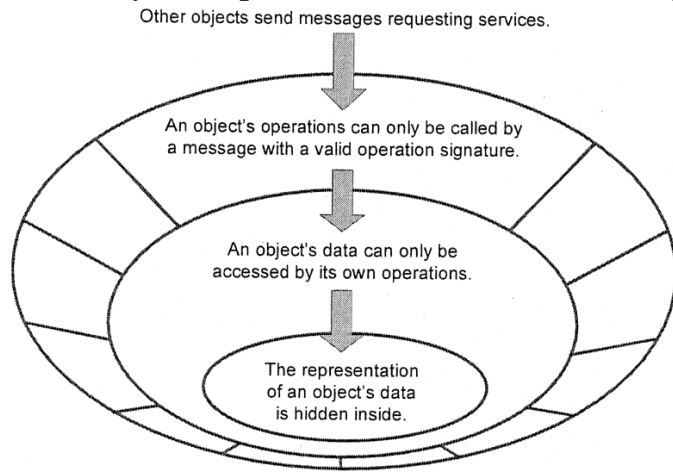 Other objects send messages requesting services.
An object's operations can only be called by
a message with a valid operation signature.
An object's data can only be
accessed by its own operations.
The representation
of an object's data
is hidden inside.